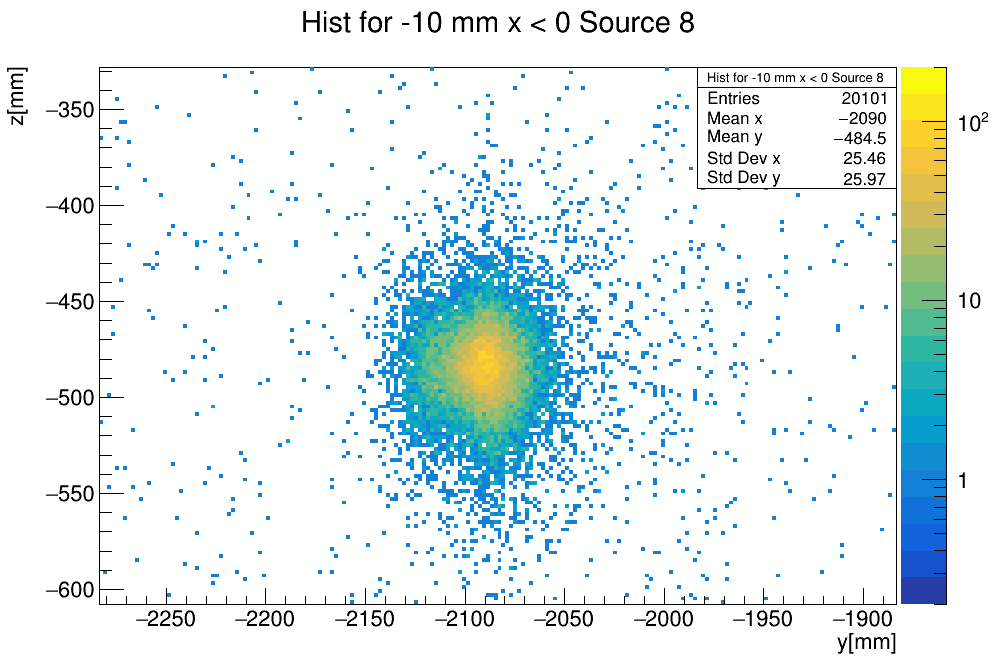 Hist for -10 mm x < 0 Source 8
z[mm]
Hist for -10 mm x < 0 Source 8
Entries 20101
Mean x −2090
Mean y −484.5
Std Dev x 25.46
Std Dev y 25.97
−350
−400
−450
−500
−550
−600
10²
10
1
−2250 −2200 −2150 −2100 −2050 −2000 −1950 −1900
y[mm]